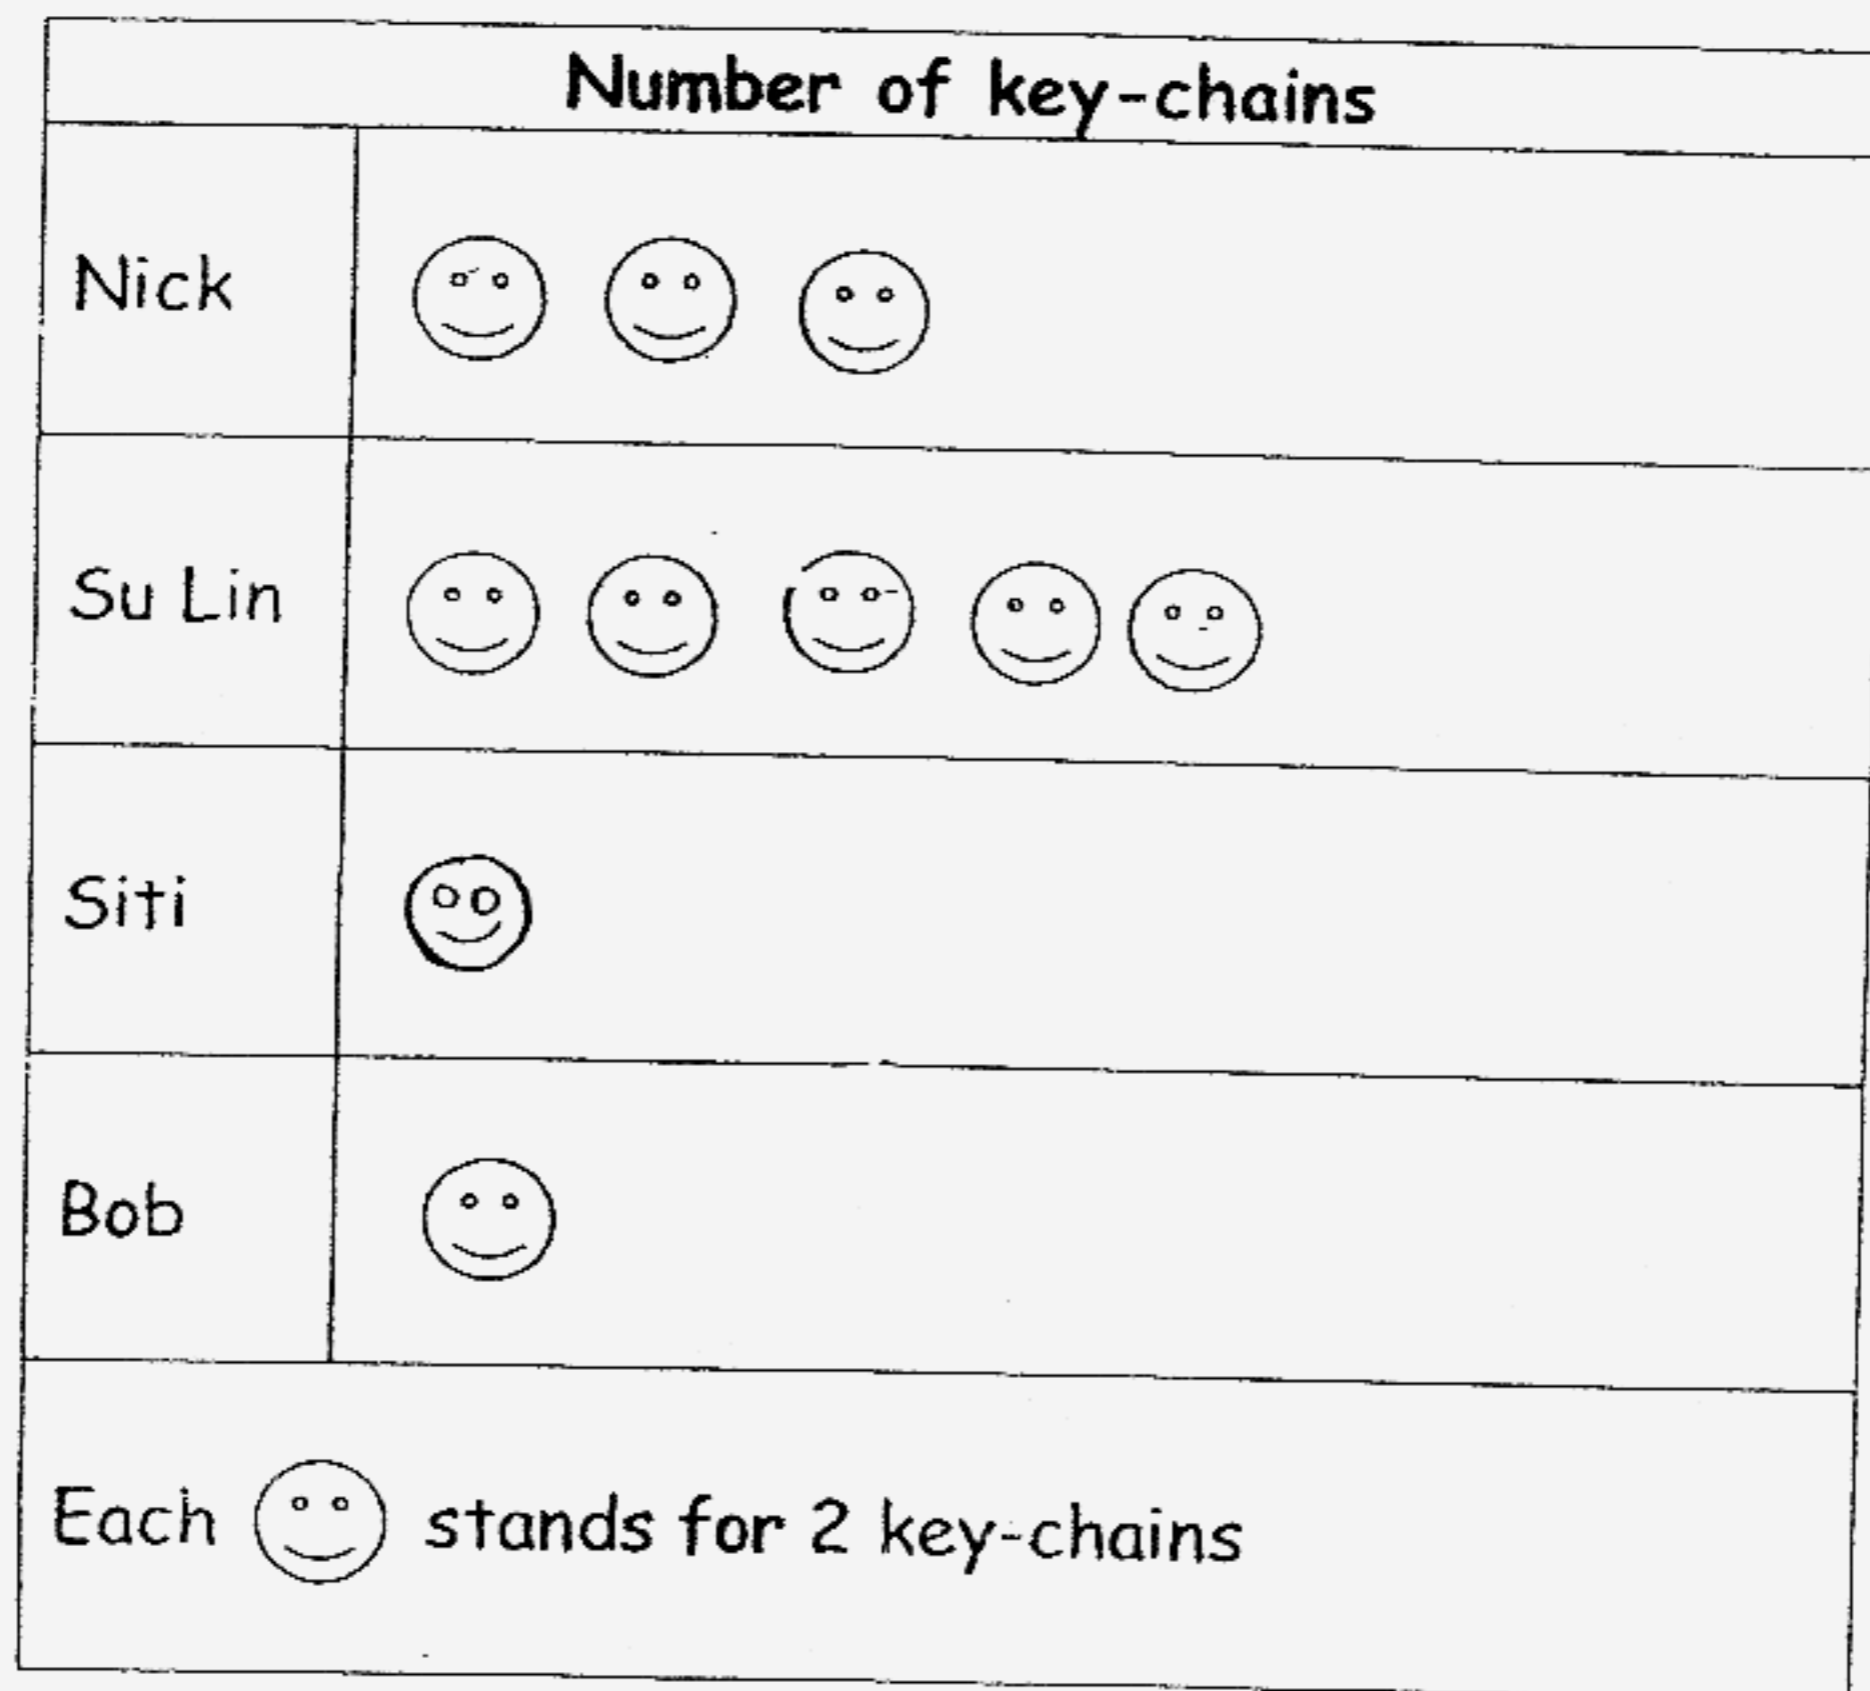 Number of key-chains
Nick
Su Lin
Siti
Bob
Each stands for 2 key-chains